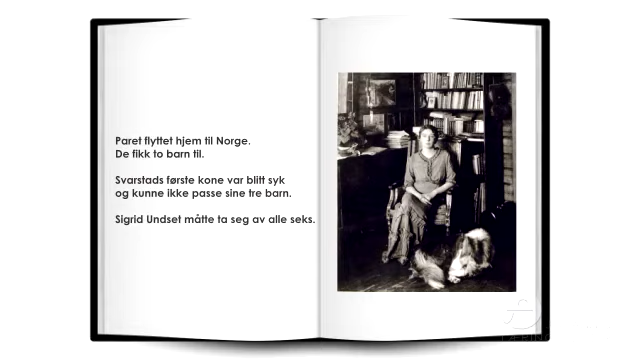 Paret flyttet hjem til Norge.
De fikk to barn til.
Svarstads første kone var blitt syk
og kunne ikke passe sine tre barn.
Sigrid Undset måtte ta seg av alle seks.